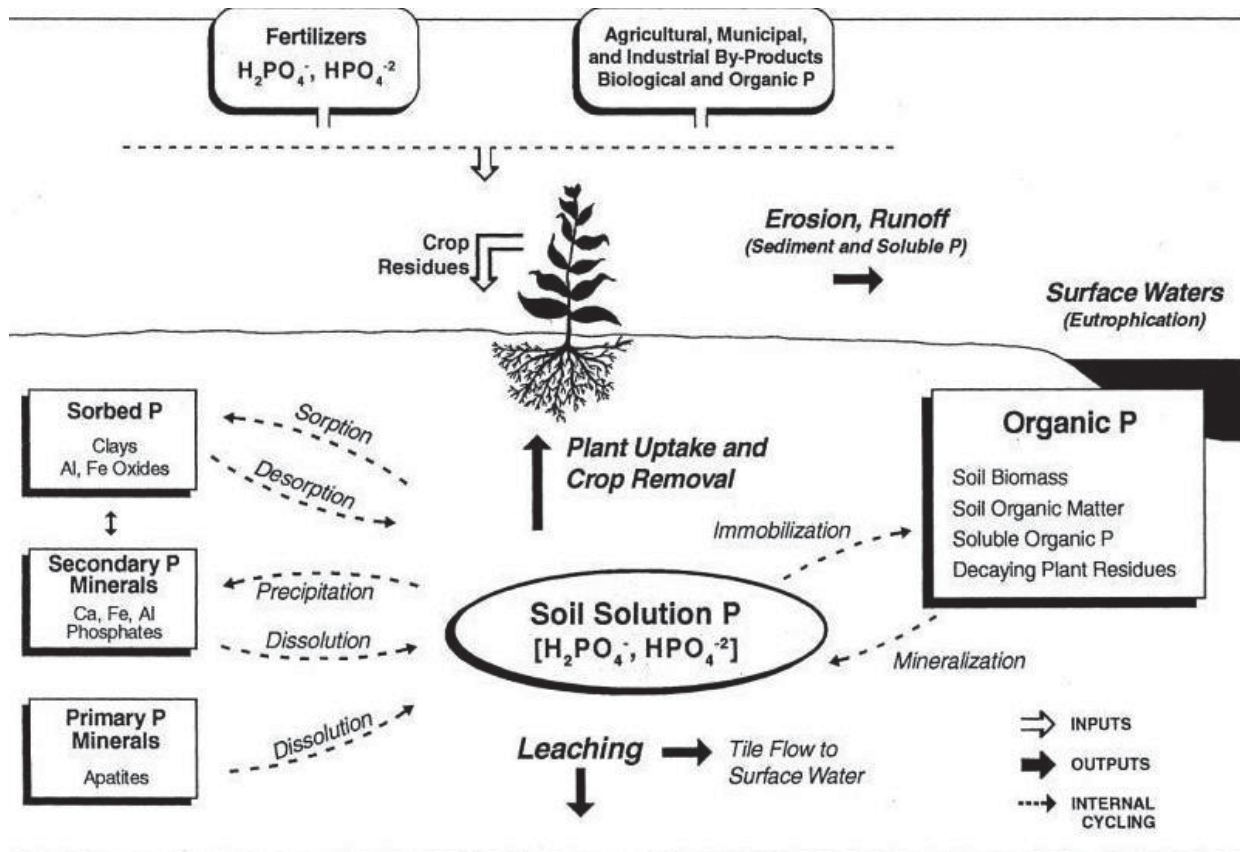 Fertilizers
H₂PO₄⁻, HPO₄⁻²
Agricultural, Municipal,
and Industrial By-Products
Biological and Organic P
Crop
Residues
Erosion, Runoff
(Sediment and Soluble P)
Surface Waters
(Eutrophication)
Sorbed P
Clays
Al, Fe Oxides
Sorption
Desorption
Plant Uptake and
Crop Removal
Organic P
Soil Biomass
Soil Organic Matter
Soluble Organic P
Decaying Plant Residues
Immobilization
Secondary P
Minerals
Ca, Fe, Al
Phosphates
Precipitation
Dissolution
Soil Solution P
[H₂PO₄⁻, HPO₄⁻²]
Mineralization
Primary P
Minerals
Apatites
Dissolution
Leaching
Tile Flow to
Surface Water
INPUTS
OUTPUTS
INTERNAL
CYCLING